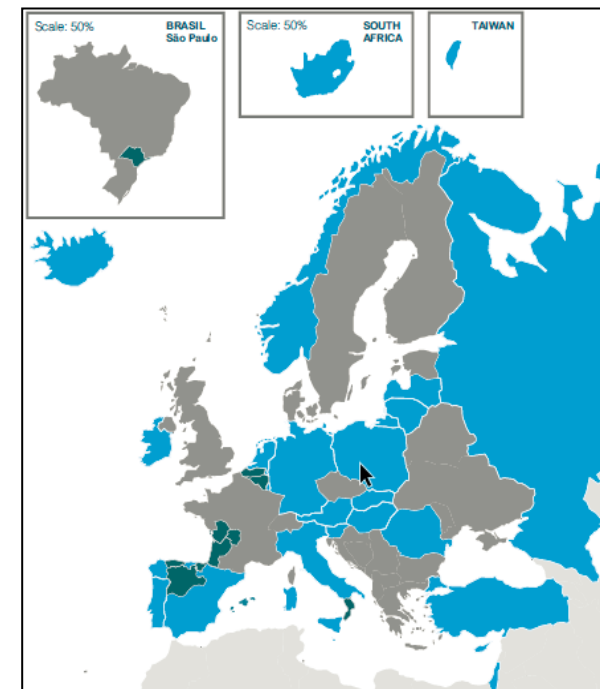 Scale: 50%
BRASIL
São Paulo
Scale: 50%
SOUTH
AFRICA
TAIWAN